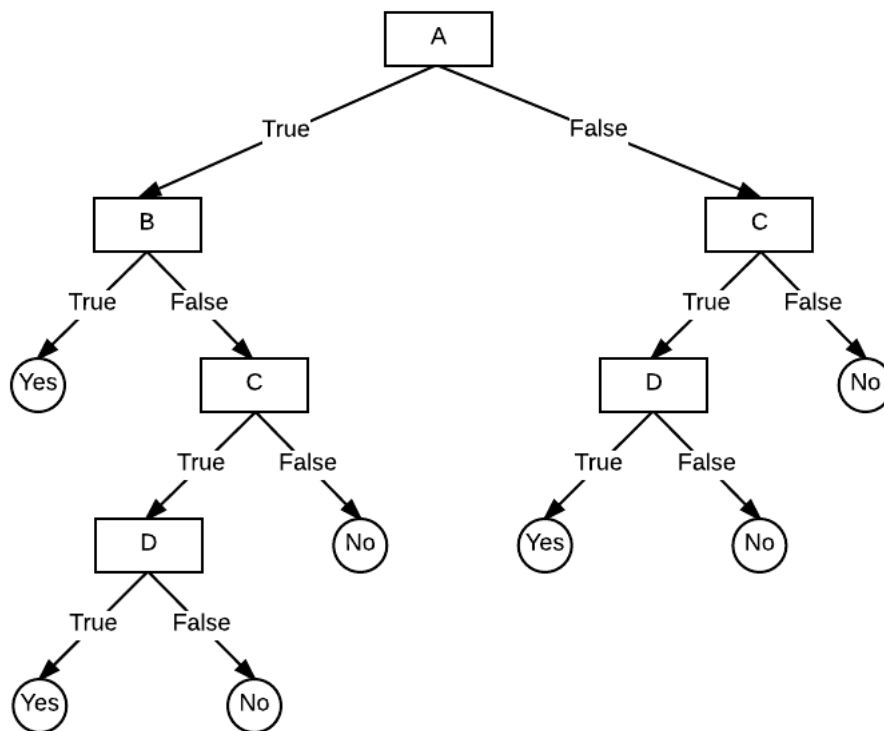 A
True
False
B
C
True
False
True
False
Yes
C
D
No
True
False
True
False
D
No
Yes
No
True
False
Yes
No